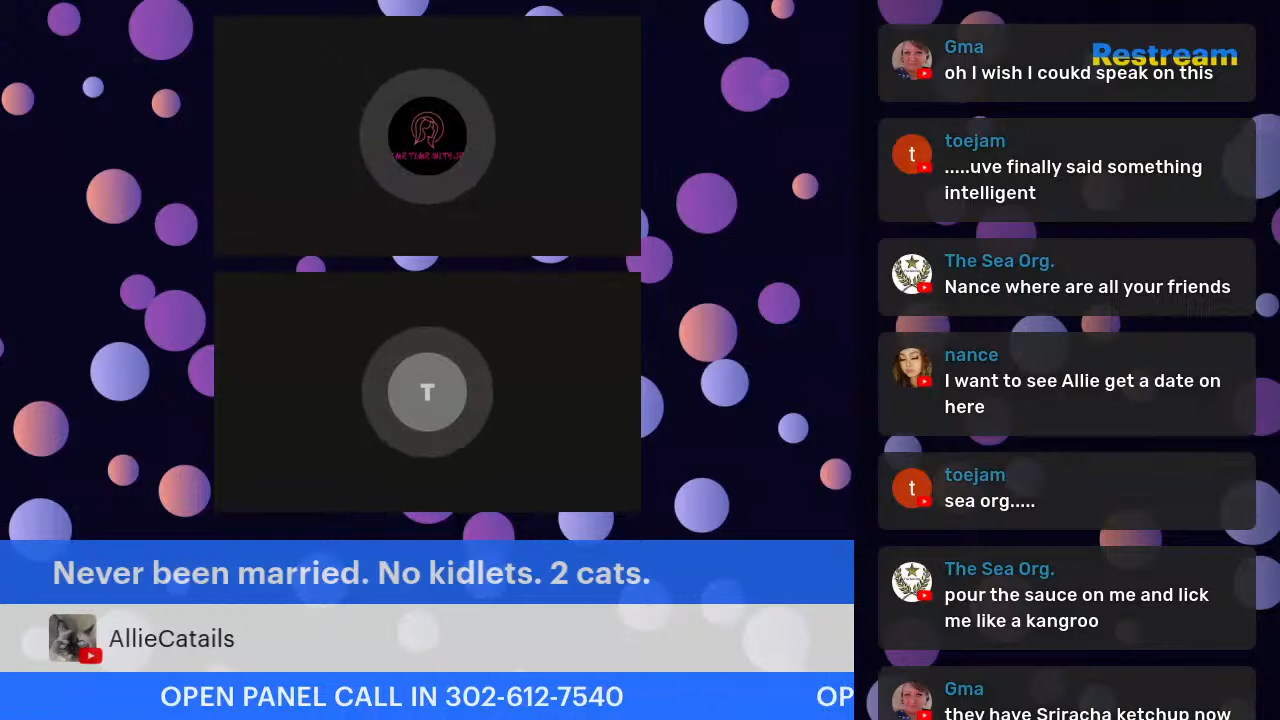 T
Never been married. No kidlets. 2 cats.
AllieCatails
OPEN PANEL CALL IN 302-612-7540
OP
Restream
Gma
oh I wish I coukd speak on this
t
toejam
.....uve finally said something
intelligent
The Sea Org.
Nance where are all your friends
nance
I want to see Allie get a date on
here
t
toejam
sea org.....
The Sea Org.
pour the sauce on me and lick
me like a kangroo
Gma
they have Sriracha ketchup now